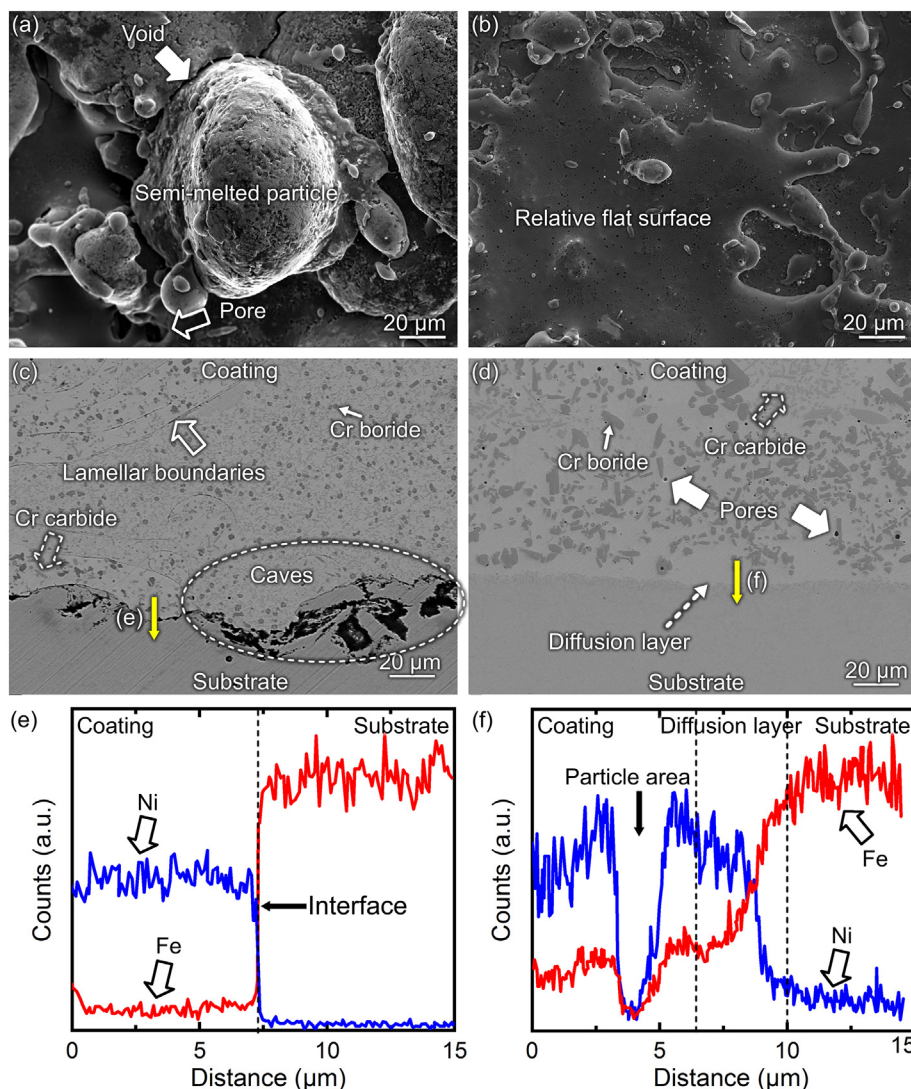 (a)
Void
Semi-melted particle
Pore
20 µm
(b)
Relative flat surface
20 µm
(c)
Coating
Cr boride
Lamellar boundaries
Cr carbide
Caves
(e)
20 µm
Substrate
(d)
Coating
Cr carbide
Cr boride
Pores
(f)
Diffusion layer
20 µm
Substrate
(e)
Coating
Substrate
Ni
Interface
Fe
Counts (a.u.)
0 5 10 15
Distance (µm)
(f)
Coating
Diffusion layer
Substrate
Particle area
Fe
Ni
Counts (a.u.)
0 5 10 15
Distance (µm)